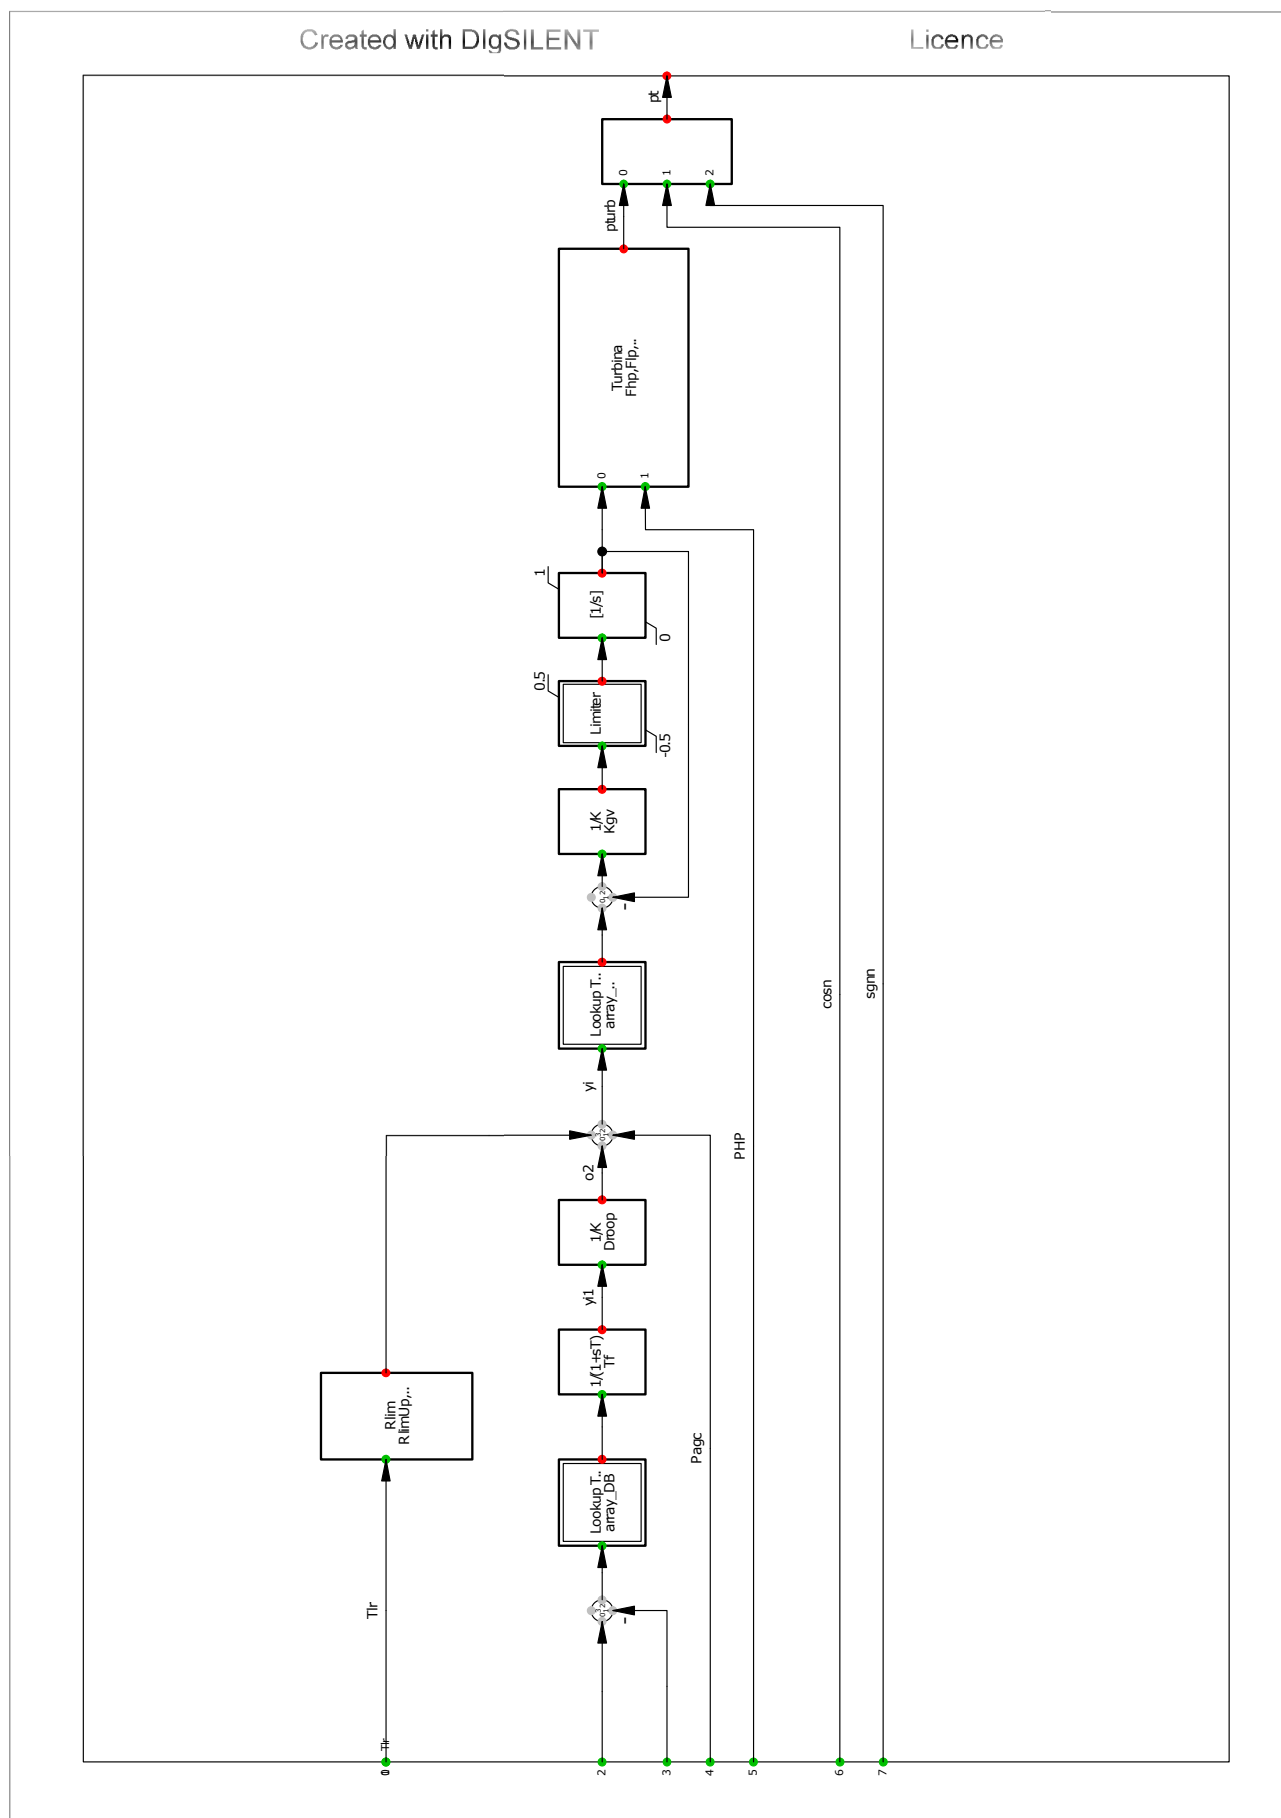 Created with DIgSILENT
Licence
pt
0
1
2
pturb
Turbina
Fhp,Flp,..
0
1
1
[1/s]
0
0.5
Limiter
-0.5
1/K
Kgv
-
Lookup T..
array_..
cosn
sgnn
yi
PHP
o2
1/K
Droop
yi1
1/(1+sT)
Tf
Rlim
RlimUp,..
Pagc
Lookup T..
array_DB
Tlr
-
Tlr
2
3
4
5
6
7